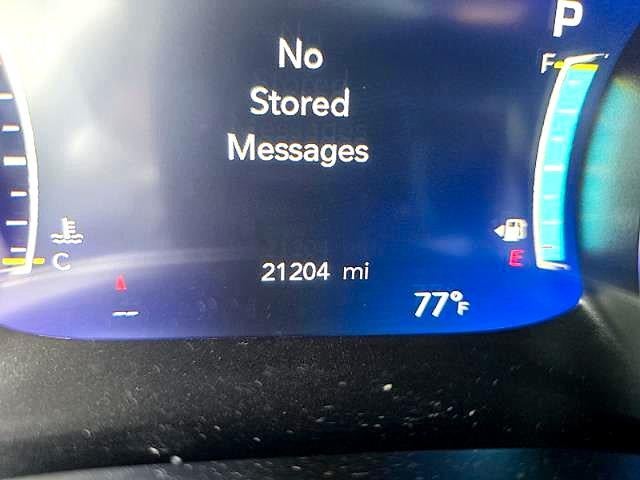 P
No
F
Stored
Messages
C
E
21204 mi
77°F